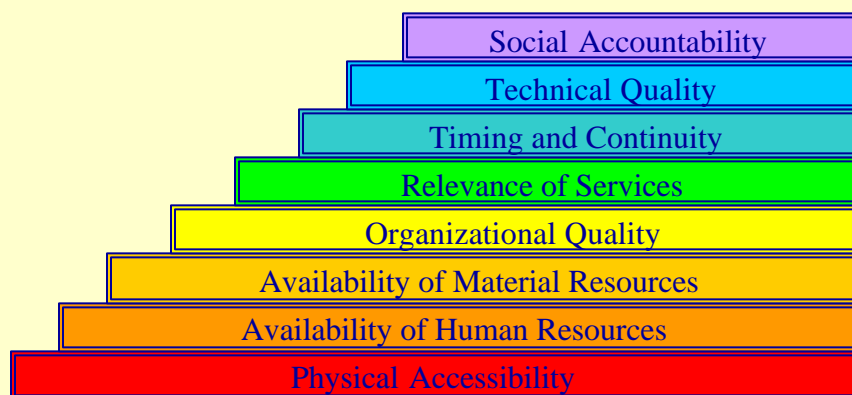 Social Accountability
Technical Quality
Timing and Continuity
Relevance of Services
Organizational Quality
Availability of Material Resources
Availability of Human Resources
Physical Accessibility